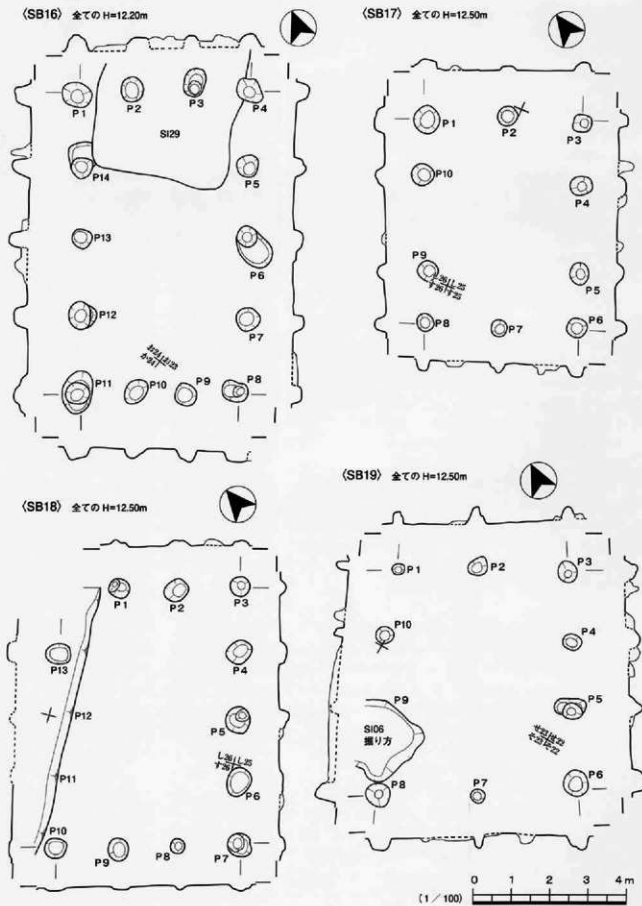 〈SB16〉 全ての H=12.20m
P1
P2
P3
P4
SI29
P14
P5
P13
P6
P12
P7
P11
P10
P9
P8
〈SB17〉 全ての H=12.50m
P1
P2
P3
P10
P4
P9
P5
P8
P7
P6
〈SB18〉 全ての H=12.50m
P1
P2
P3
P13
P4
P12
P5
P11
P6
P10
P9
P8
P7
〈SB19〉 全ての H=12.50m
P1
P2
P3
P10
P4
P9
P5
SI06
掘り方
P8
P7
P6
(1/100)
0 1 2 3 4m